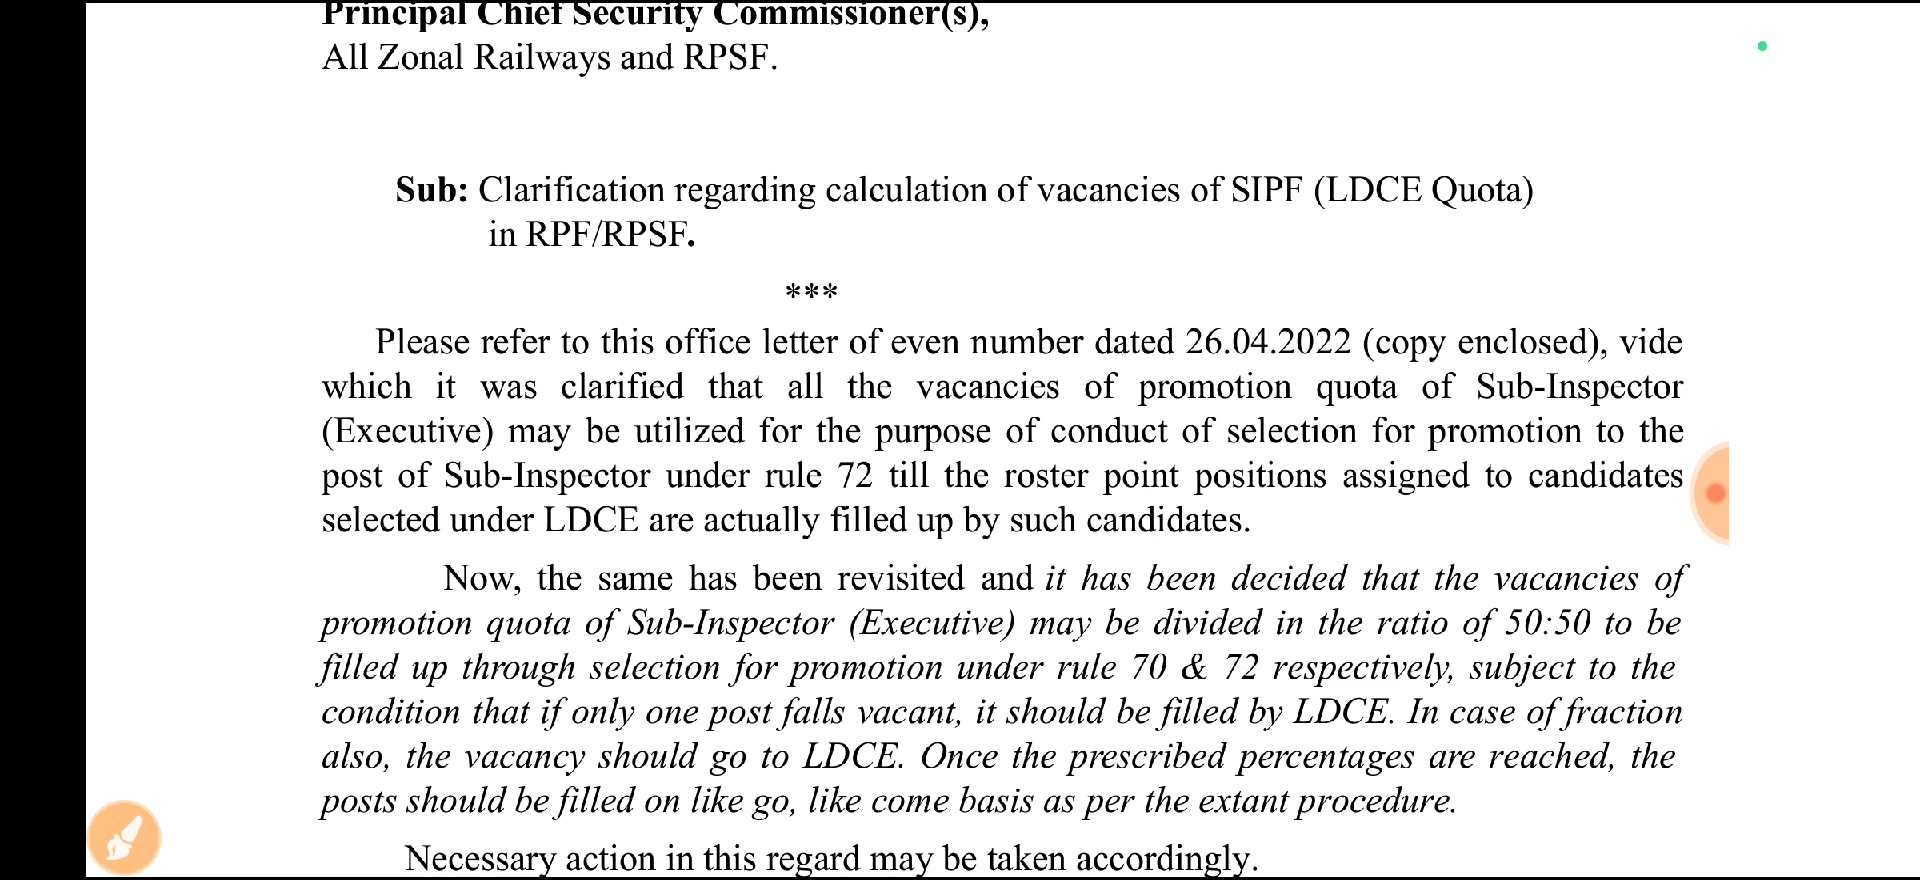 Principal Chief Security Commissioner(s),
All Zonal Railways and RPSF.
Sub: Clarification regarding calculation of vacancies of SIPF (LDCE Quota)
in RPF/RPSF.
***
Please refer to this office letter of even number dated 26.04.2022 (copy enclosed), vide
which it was clarified that all the vacancies of promotion quota of Sub-Inspector
(Executive) may be utilized for the purpose of conduct of selection for promotion to the
post of Sub-Inspector under rule 72 till the roster point positions assigned to candidates
selected under LDCE are actually filled up by such candidates.
Now, the same has been revisited and it has been decided that the vacancies of
promotion quota of Sub-Inspector (Executive) may be divided in the ratio of 50:50 to be
filled up through selection for promotion under rule 70 & 72 respectively, subject to the
condition that if only one post falls vacant, it should be filled by LDCE. In case of fraction
also, the vacancy should go to LDCE. Once the prescribed percentages are reached, the
posts should be filled on like go, like come basis as per the extant procedure.
Necessary action in this regard may be taken accordingly.